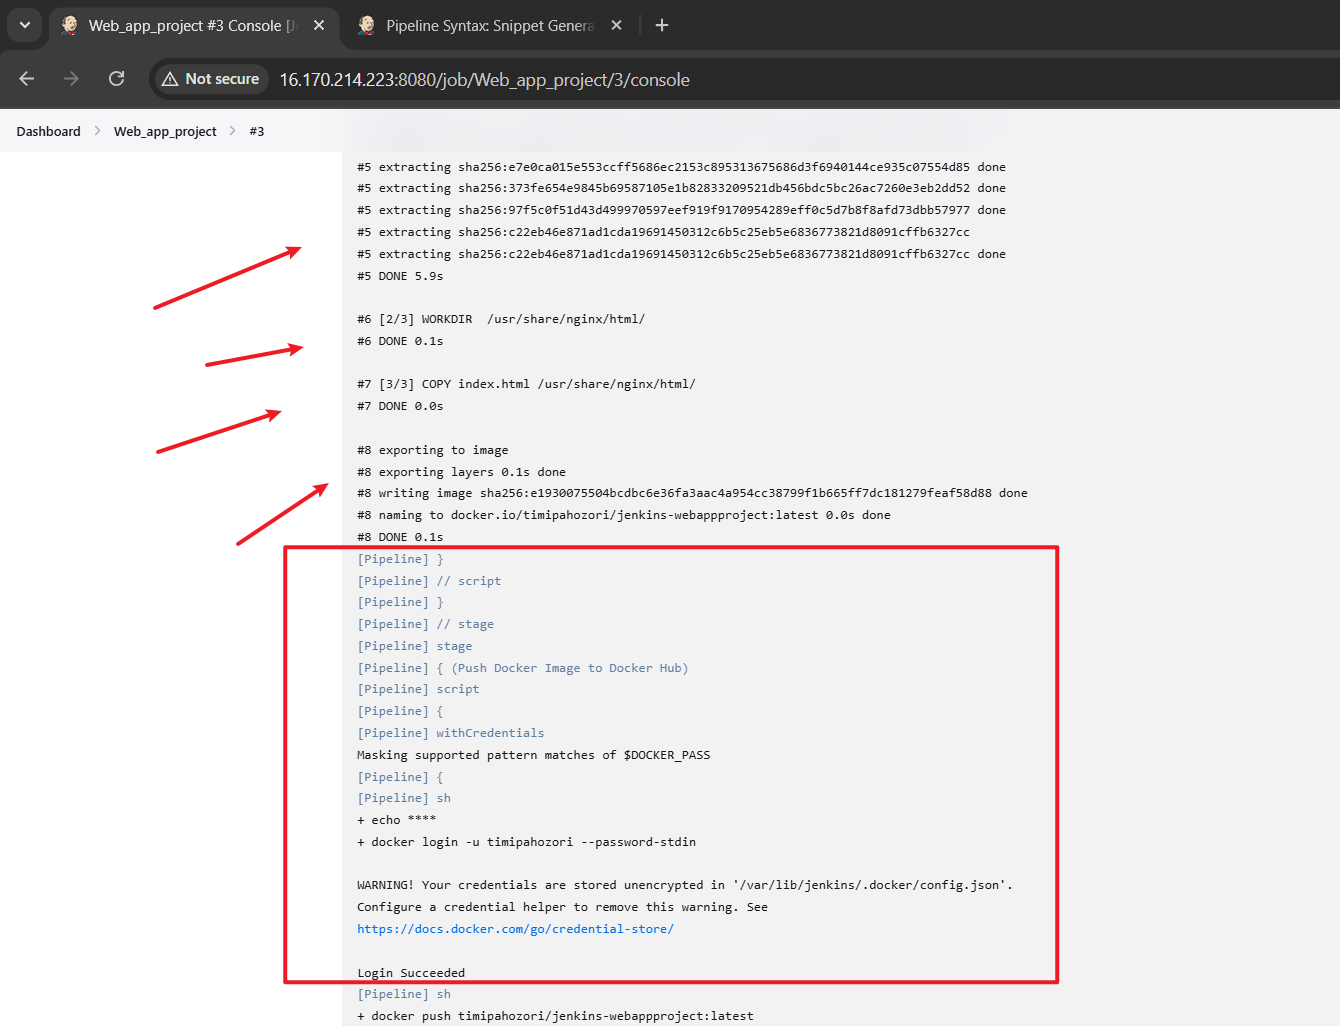 Web_app_project #3 Console [J
Pipeline Syntax: Snippet Genera
Not secure
16.170.214.223:8080/job/Web_app_project/3/console
Dashboard > Web_app_project > #3
#5 extracting sha256:e7e0ca015e553ccff5686ec2153c895313675686d3f6940144ce935c07554d85 done
#5 extracting sha256:373fe654e9845b69587105e1b82833209521db456bdc5bc26ac7260e3eb2dd52 done
#5 extracting sha256:97f5c0f51d43d499970597eef919f9170954289eff0c5d7b8f8afd73dbb57977 done
#5 extracting sha256:c22eb46e871ad1cda19691450312c6b5c25eb5e6836773821d8091cffb6327cc
#5 extracting sha256:c22eb46e871ad1cda19691450312c6b5c25eb5e6836773821d8091cffb6327cc done
#5 DONE 5.9s
#6 [2/3] WORKDIR  /usr/share/nginx/html/
#6 DONE 0.1s
#7 [3/3] COPY index.html /usr/share/nginx/html/
#7 DONE 0.0s
#8 exporting to image
#8 exporting layers 0.1s done
#8 writing image sha256:e1930075504bcdbc6e36fa3aac4a954cc38799f1b665ff7dc181279feaf58d88 done
#8 naming to docker.io/timipahozori/jenkins-webappproject:latest 0.0s done
#8 DONE 0.1s
[Pipeline] }
[Pipeline] // script
[Pipeline] }
[Pipeline] // stage
[Pipeline] stage
[Pipeline] { (Push Docker Image to Docker Hub)
[Pipeline] script
[Pipeline] {
[Pipeline] withCredentials
Masking supported pattern matches of $DOCKER_PASS
[Pipeline] {
[Pipeline] sh
+ echo ****
+ docker login -u timipahozori --password-stdin
WARNING! Your credentials are stored unencrypted in '/var/lib/jenkins/.docker/config.json'.
Configure a credential helper to remove this warning. See
https://docs.docker.com/go/credential-store/
Login Succeeded
[Pipeline] sh
+ docker push timipahozori/jenkins-webappproject:latest